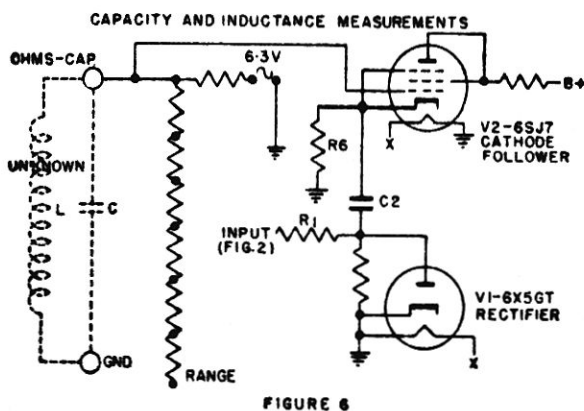 CAPACITY AND INDUCTANCE MEASUREMENTS
OHMS-CAP
6·3V
B+
V2-6SJ7
CATHODE
FOLLOWER
X
R6
UNKNOWN
L
C
C2
INPUT
(FIG.2)
R1
V1-6X5GT
RECTIFIER
X
GND
RANGE
FIGURE 6